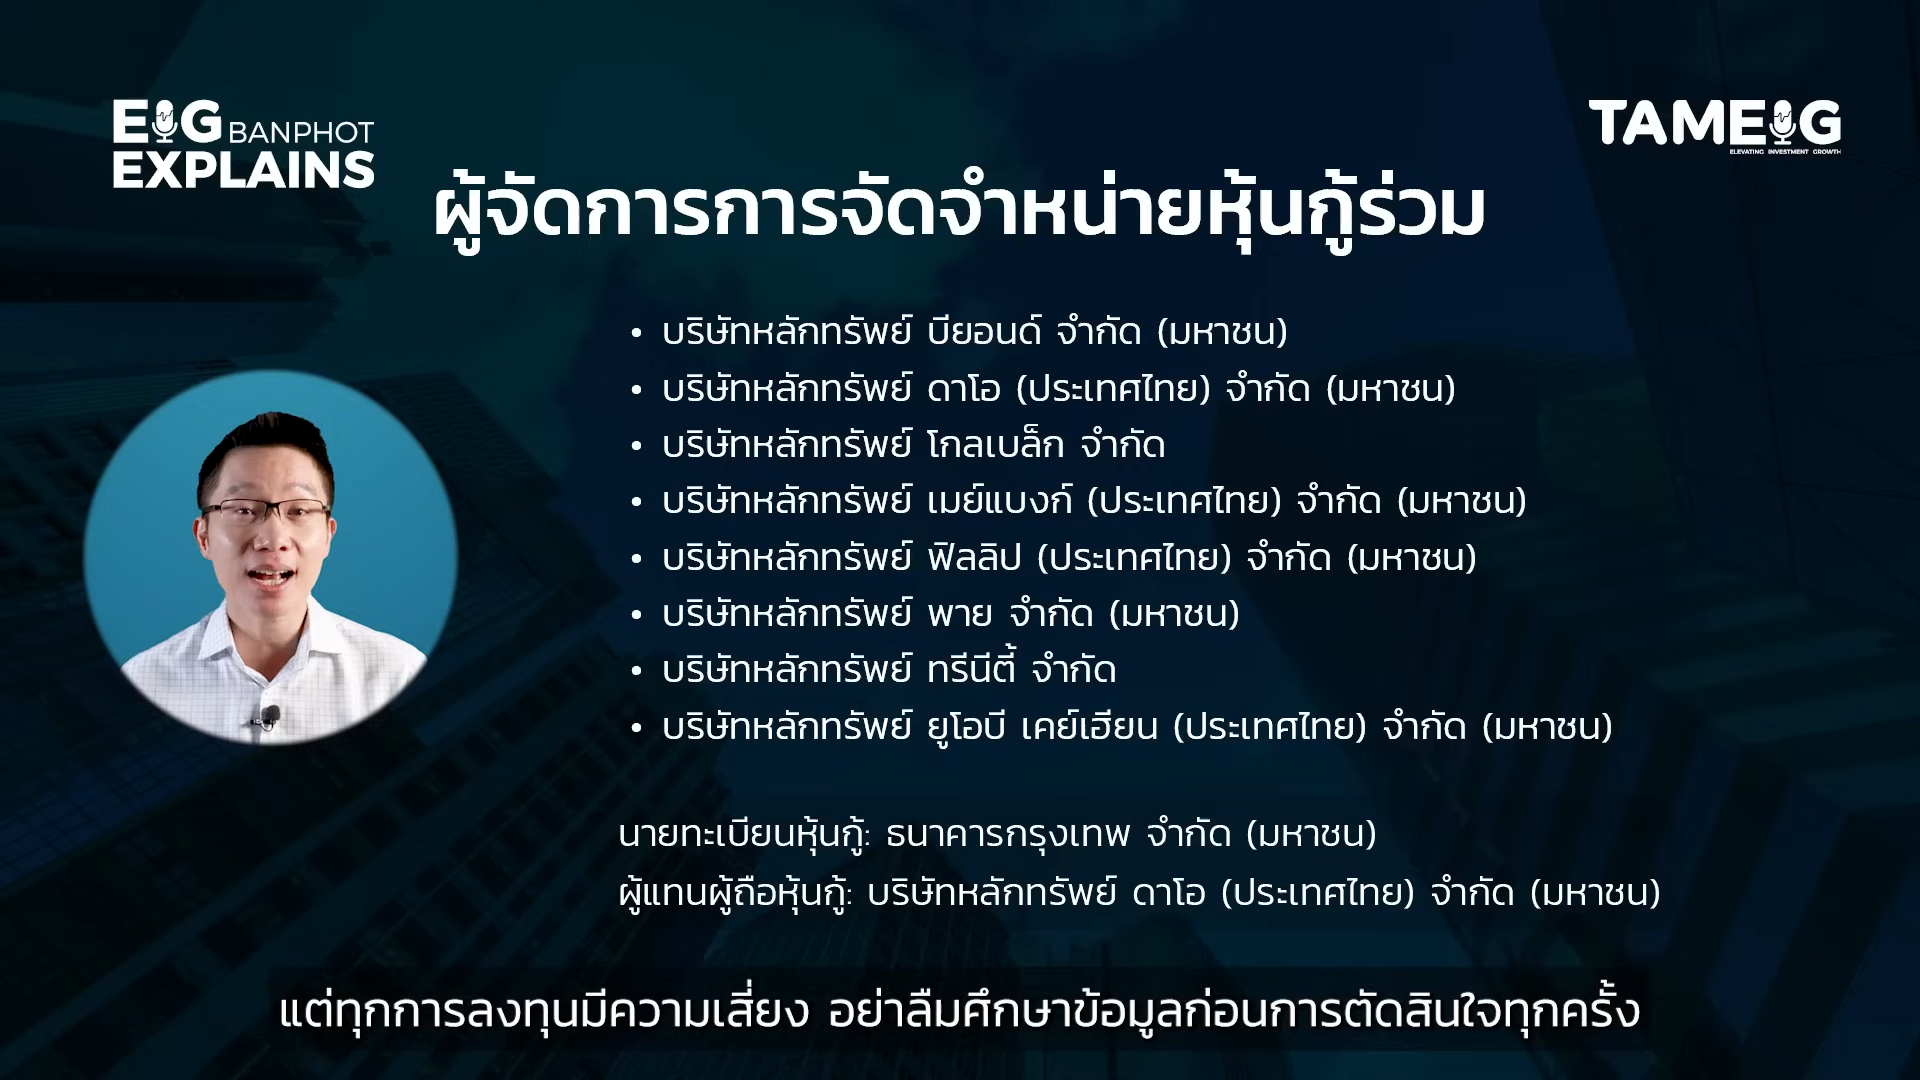 EIG BANPHOT
EXPLAINS
TAMEIG
ELEVATING INVESTMENT GROWTH
ผู้จัดการการจัดจำหน่ายหุ้นกู้ร่วม
• บริษัทหลักทรัพย์ บียอนด์ จำกัด (มหาชน)
• บริษัทหลักทรัพย์ ดาโอ (ประเทศไทย) จำกัด (มหาชน)
• บริษัทหลักทรัพย์ โกลเบล็ก จำกัด
• บริษัทหลักทรัพย์ เมย์แบงก์ (ประเทศไทย) จำกัด (มหาชน)
• บริษัทหลักทรัพย์ ฟิลลิป (ประเทศไทย) จำกัด (มหาชน)
• บริษัทหลักทรัพย์ พาย จำกัด (มหาชน)
• บริษัทหลักทรัพย์ ทรีนีตี้ จำกัด
• บริษัทหลักทรัพย์ ยูโอบี เคย์เฮียน (ประเทศไทย) จำกัด (มหาชน)
นายทะเบียนหุ้นกู้: ธนาคารกรุงเทพ จำกัด (มหาชน)
ผู้แทนผู้ถือหุ้นกู้: บริษัทหลักทรัพย์ ดาโอ (ประเทศไทย) จำกัด (มหาชน)
แต่ทุกการลงทุนมีความเสี่ยง อย่าลืมศึกษาข้อมูลก่อนการตัดสินใจทุกครั้ง